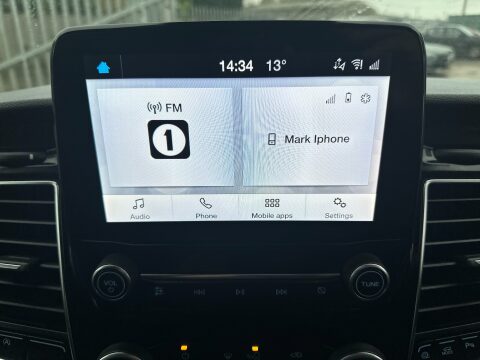 14:34 13°
FM
1
Mark Iphone
Audio Phone Mobile apps Settings
VOL TUNE